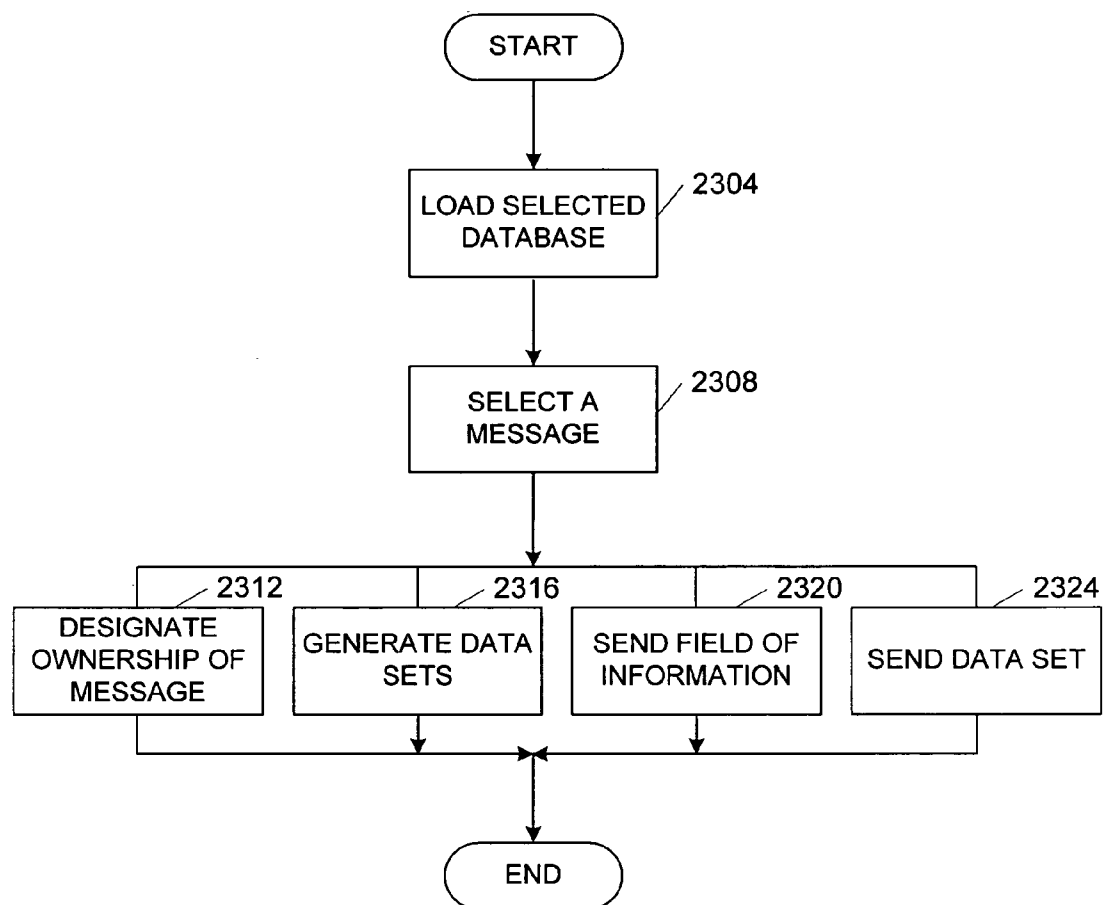 START
LOAD SELECTED
DATABASE
2304
SELECT A
MESSAGE
2308
2312
DESIGNATE
OWNERSHIP OF
MESSAGE
2316
GENERATE DATA
SETS
2320
SEND FIELD OF
INFORMATION
2324
SEND DATA SET
END